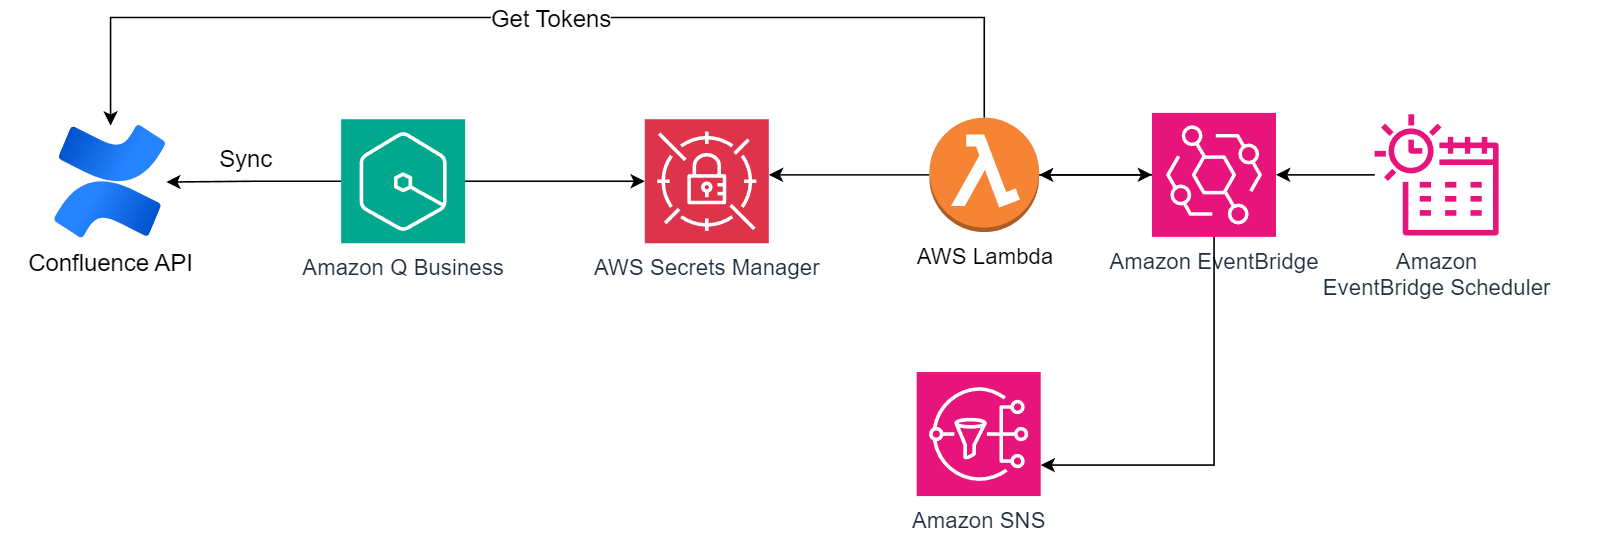 Get Tokens
Sync
Confluence API
Amazon Q Business
AWS Secrets Manager
AWS Lambda
Amazon EventBridge
Amazon
EventBridge Scheduler
Amazon SNS